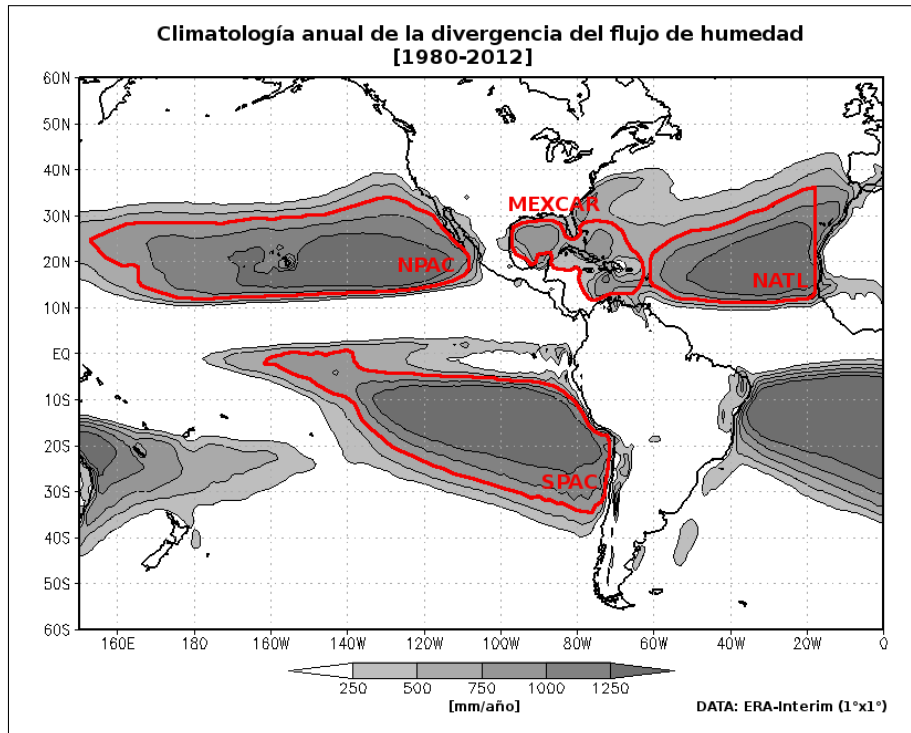 Climatología anual de la divergencia del flujo de humedad
[1980-2012]
60N
50N
40N
30N
20N
10N
EQ
10S
20S
30S
40S
50S
60S
MEXCAR
NPAC
NATL
SPAC
160E 180 160W 140W 120W 100W 80W 60W 40W 20W 0
250 500 750 1000 1250
[mm/año]
DATA: ERA-Interim (1°x1°)